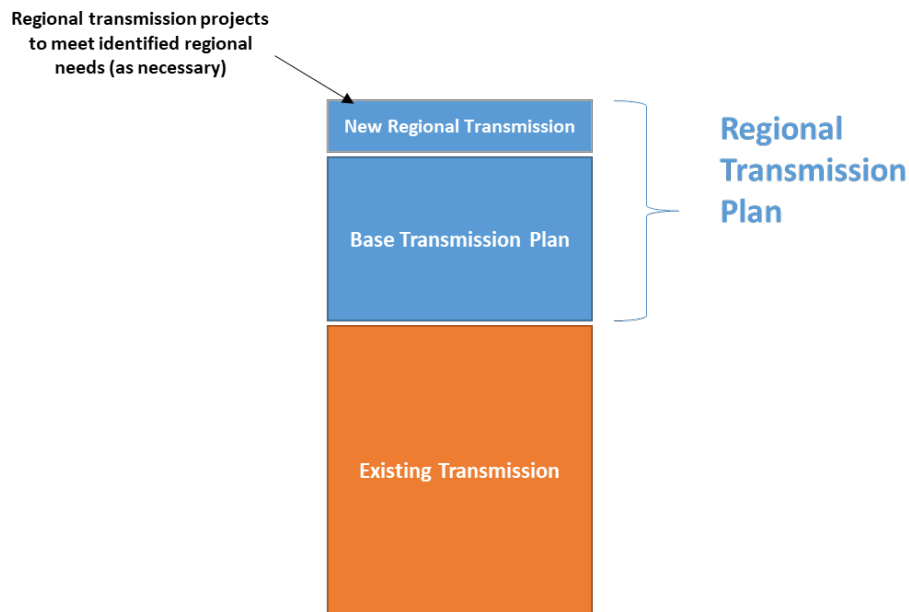 Regional transmission projects
to meet identified regional
needs (as necessary)
New Regional Transmission
Regional
Transmission
Plan
Base Transmission Plan
Existing Transmission